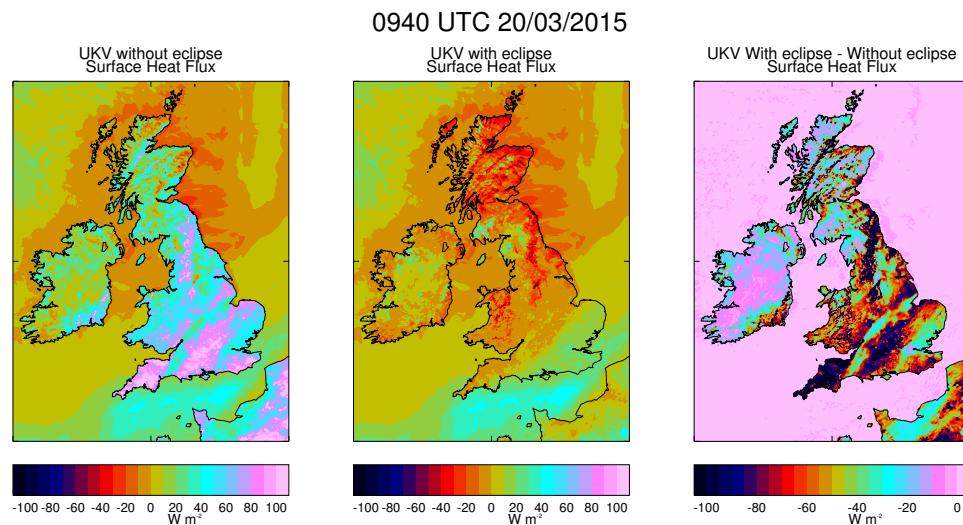 0940 UTC 20/03/2015
UKV without eclipse
Surface Heat Flux
UKV with eclipse
Surface Heat Flux
UKV With eclipse - Without eclipse
Surface Heat Flux
-100 -80 -60 -40 -20 0 20 40 60 80 100
W m⁻²
-100 -80 -60 -40 -20 0 20 40 60 80 100
W m⁻²
-100 -80 -60 -40 -20 0
W m⁻²